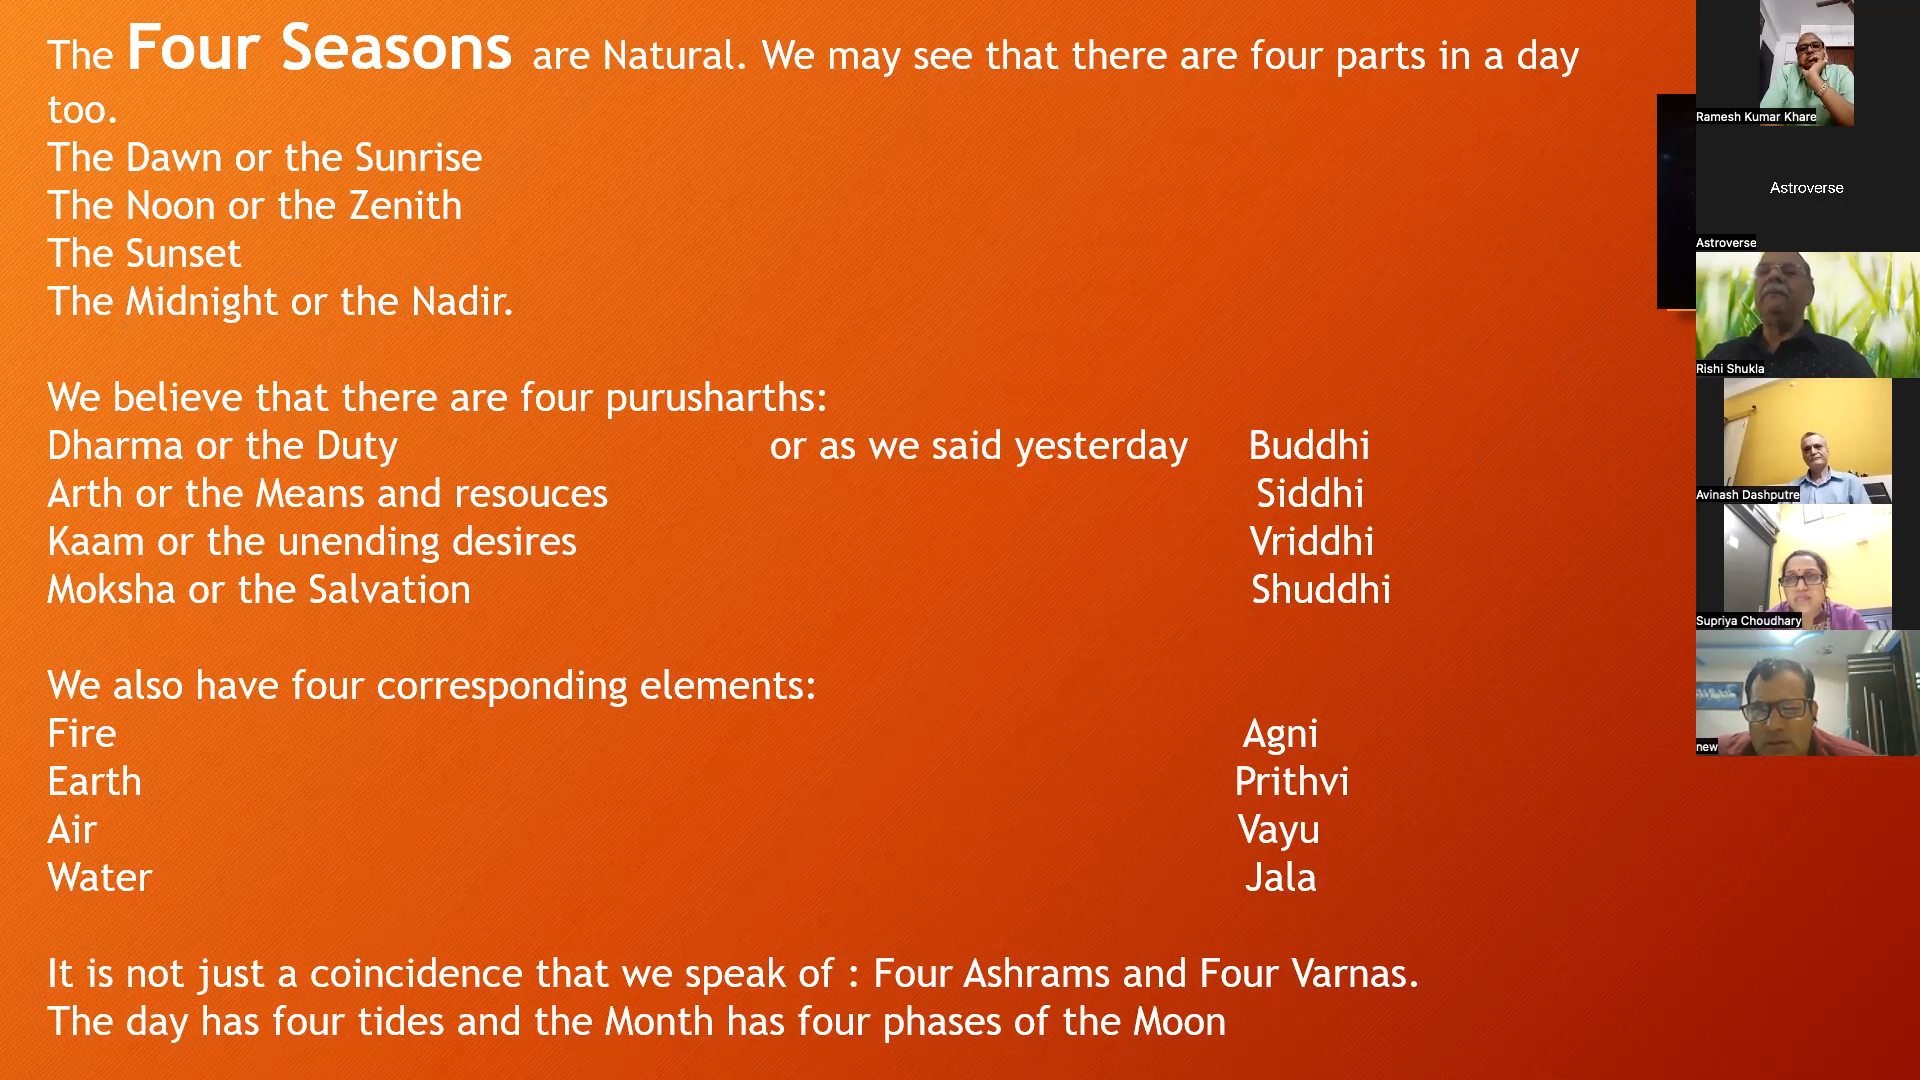 The Four Seasons are Natural. We may see that there are four parts in a day
too.
The Dawn or the Sunrise
The Noon or the Zenith
The Sunset
The Midnight or the Nadir.
We believe that there are four purusharths:
Dharma or the Duty or as we said yesterday Buddhi
Arth or the Means and resouces Siddhi
Kaam or the unending desires Vriddhi
Moksha or the Salvation Shuddhi
We also have four corresponding elements:
Fire Agni
Earth Prithvi
Air Vayu
Water Jala
It is not just a coincidence that we speak of : Four Ashrams and Four Varnas.
The day has four tides and the Month has four phases of the Moon
Ramesh Kumar Khare
Astroverse
Astroverse
Rishi Shukla
Avinash Dashputre
Supriya Choudhary
new